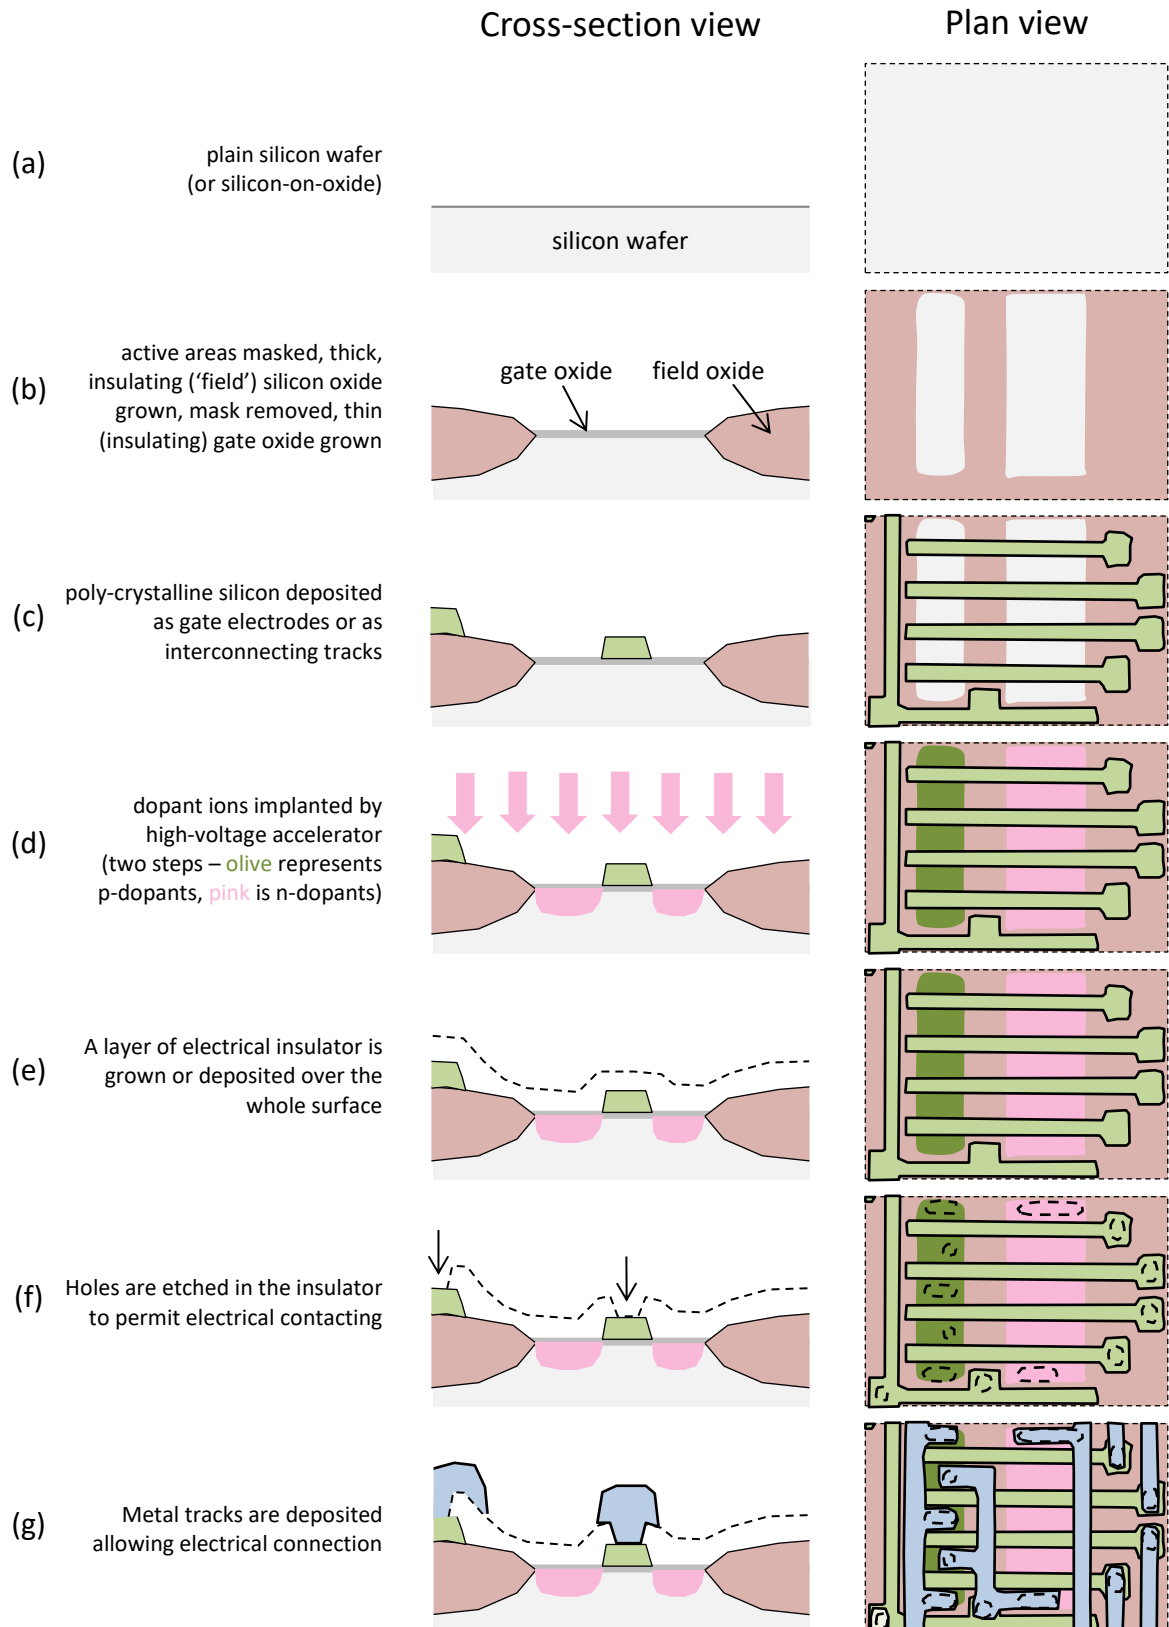 Cross-section view
Plan view
(a)
plain silicon wafer
(or silicon-on-oxide)
silicon wafer
(b)
active areas masked, thick,
insulating (‘field’) silicon oxide
grown, mask removed, thin
(insulating) gate oxide grown
gate oxide
field oxide
(c)
poly-crystalline silicon deposited
as gate electrodes or as
interconnecting tracks
(d)
dopant ions implanted by
high-voltage accelerator
(two steps – olive represents
p-dopants, pink is n-dopants)
(e)
A layer of electrical insulator is
grown or deposited over the
whole surface
(f)
Holes are etched in the insulator
to permit electrical contacting
(g)
Metal tracks are deposited
allowing electrical connection